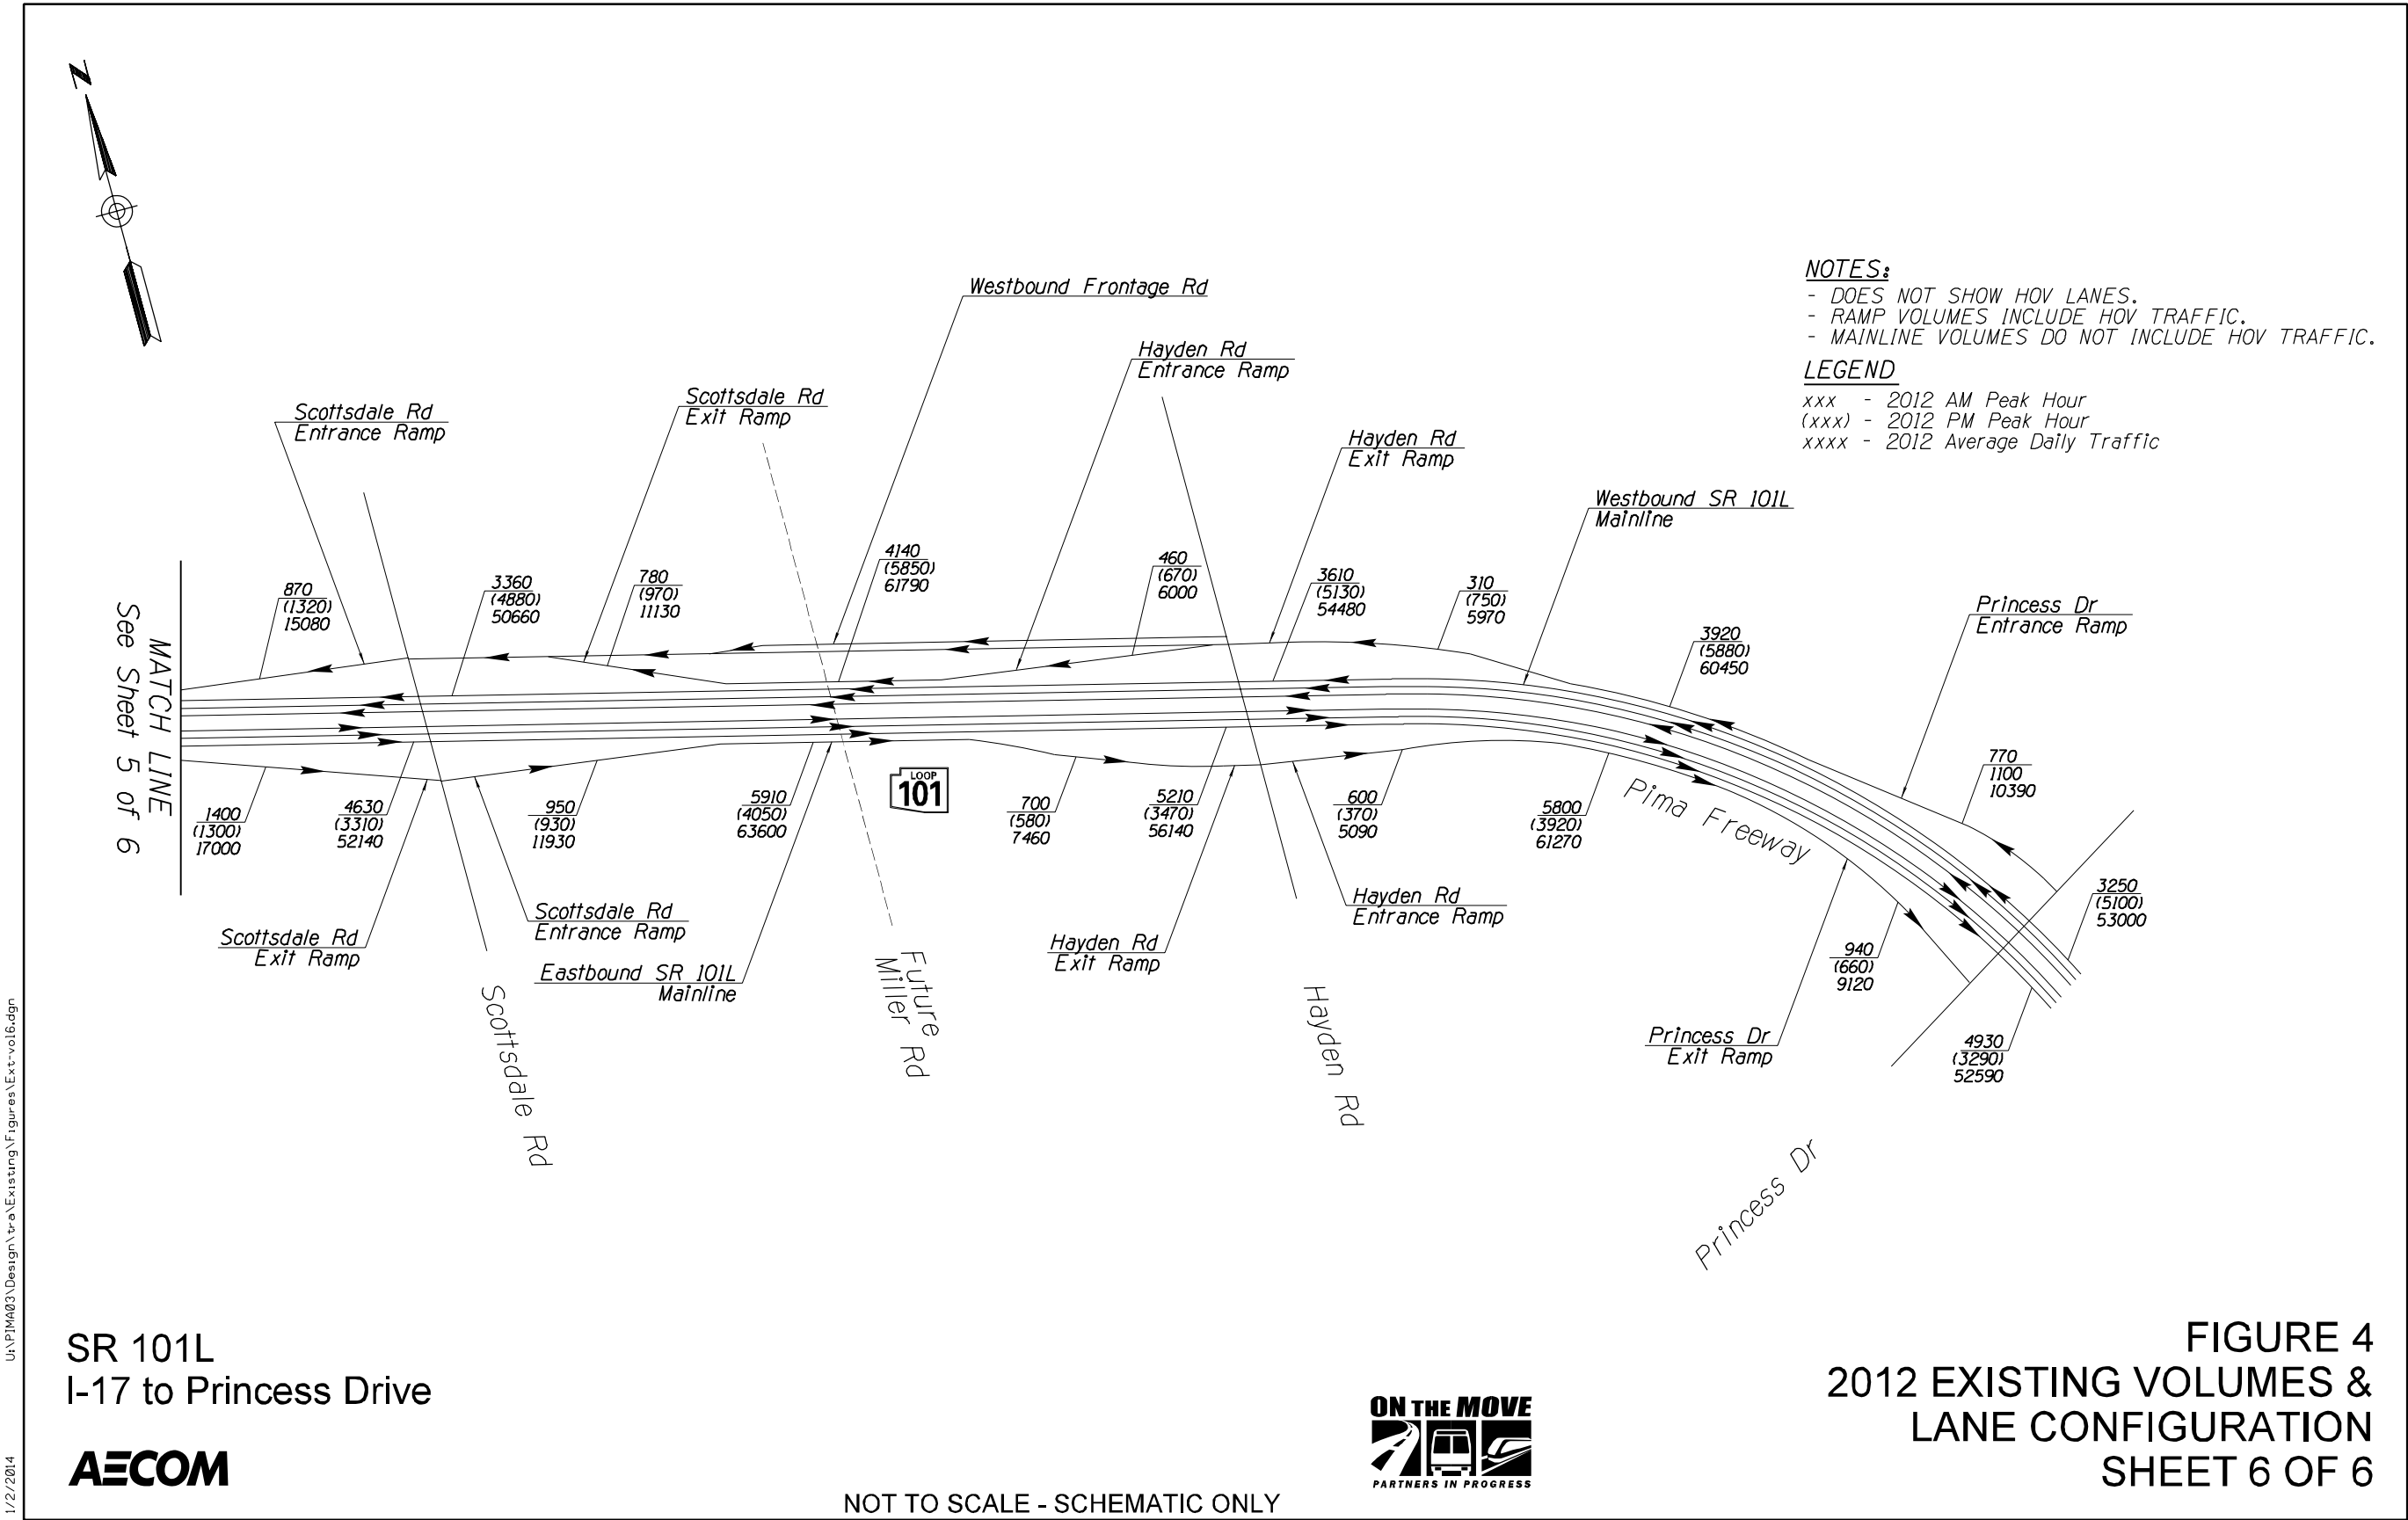 N
NOTES:
- DOES NOT SHOW HOV LANES.
- RAMP VOLUMES INCLUDE HOV TRAFFIC.
- MAINLINE VOLUMES DO NOT INCLUDE HOV TRAFFIC.
LEGEND
xxx - 2012 AM Peak Hour
(xxx) - 2012 PM Peak Hour
xxxx - 2012 Average Daily Traffic
Westbound Frontage Rd
Hayden Rd
Entrance Ramp
Scottsdale Rd
Exit Ramp
Scottsdale Rd
Entrance Ramp
Hayden Rd
Exit Ramp
Westbound SR 101L
Mainline
Princess Dr
Entrance Ramp
870
(1320)
15080
3360
(4880)
50660
780
(970)
11130
4140
(5850)
61790
460
(670)
6000
3610
(5130)
54480
310
(750)
5970
3920
(5880)
60450
770
1100
10390
3250
(5100)
53000
MATCH LINE
See Sheet 5 of 6
1400
(1300)
17000
4630
(3310)
52140
950
(930)
11930
5910
(4050)
63600
LOOP
101
700
(580)
7460
5210
(3470)
56140
600
(370)
5090
5800
(3920)
61270
Pima Freeway
940
(660)
9120
4930
(3290)
52590
Scottsdale Rd
Exit Ramp
Scottsdale Rd
Entrance Ramp
Eastbound SR 101L
Mainline
Hayden Rd
Exit Ramp
Hayden Rd
Entrance Ramp
Princess Dr
Exit Ramp
Scottsdale Rd
Future
Miller Rd
Hayden Rd
Princess Dr
SR 101L
I-17 to Princess Drive
AECOM
ON THE MOVE
PARTNERS IN PROGRESS
NOT TO SCALE - SCHEMATIC ONLY
FIGURE 4
2012 EXISTING VOLUMES &
LANE CONFIGURATION
SHEET 6 OF 6
U:\PIMA03\Design\tra\Existing\Figures\Ext-vol6.dgn
1/2/2014